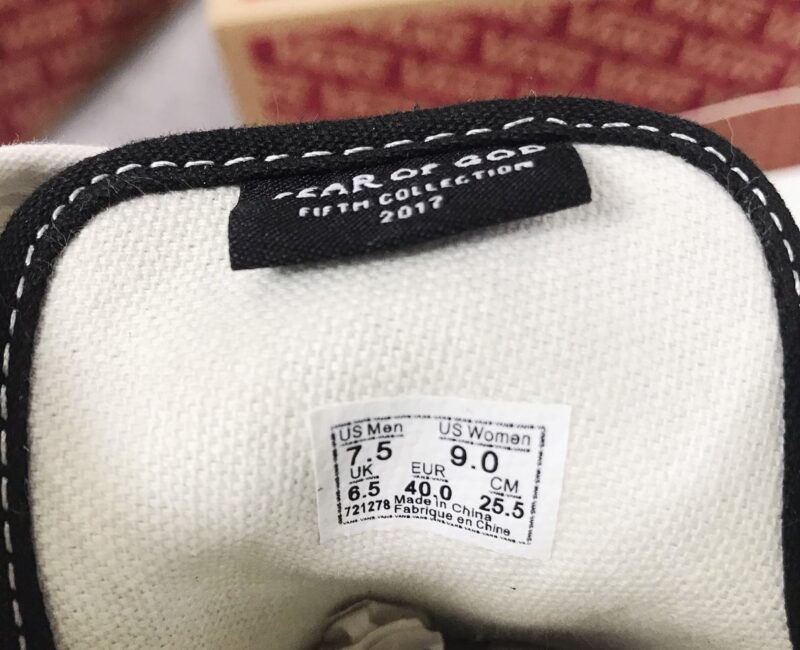 FEAR OF GOD
FIFTH COLLECTION
2017
US Men US Women
7.5 9.0
UK EUR CM
6.5 40.0 25.5
721278 Made in China
Fabrique en Chine